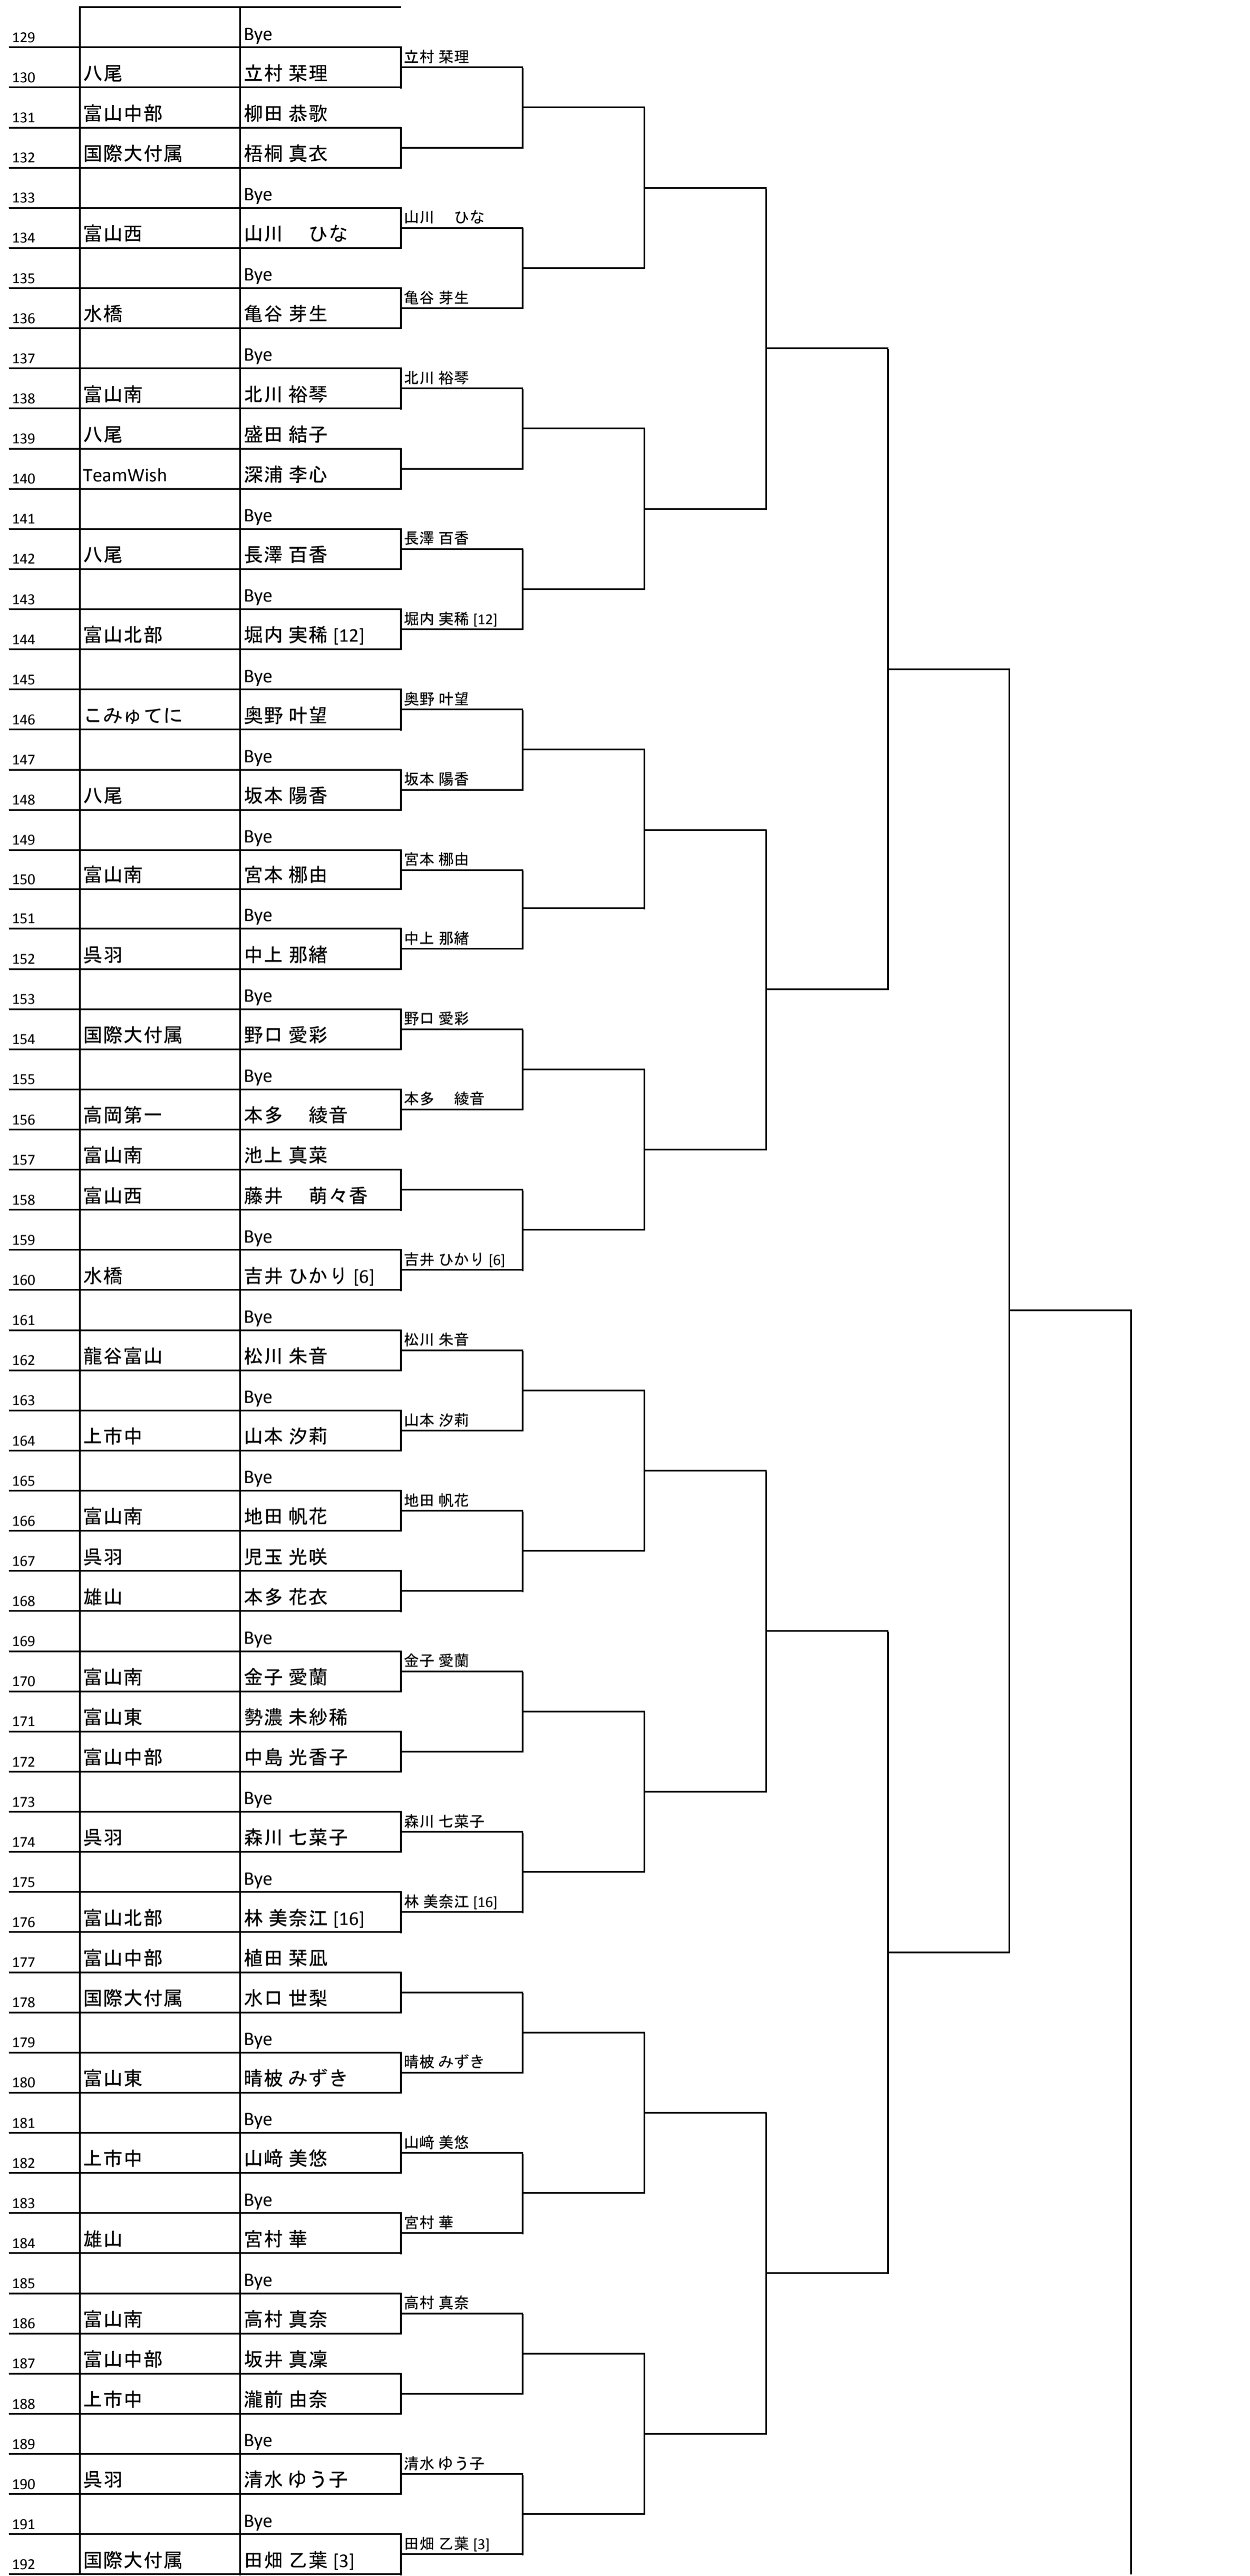 129 Bye
立村 栞理
130 八尾 立村 栞理
131 富山中部 柳田 恭歌
132 国際大付属 梧桐 真衣
133 Bye
山川　ひな
134 富山西 山川　ひな
135 Bye
亀谷 芽生
136 水橋 亀谷 芽生
137 Bye
北川 裕琴
138 富山南 北川 裕琴
139 八尾 盛田 結子
140 TeamWish 深浦 李心
141 Bye
長澤 百香
142 八尾 長澤 百香
143 Bye
堀内 実稀 [12]
144 富山北部 堀内 実稀 [12]
145 Bye
奥野 叶望
146 こみゅてに 奥野 叶望
147 Bye
坂本 陽香
148 八尾 坂本 陽香
149 Bye
宮本 梛由
150 富山南 宮本 梛由
151 Bye
中上 那緒
152 呉羽 中上 那緒
153 Bye
野口 愛彩
154 国際大付属 野口 愛彩
155 Bye
本多　綾音
156 高岡第一 本多　綾音
157 富山南 池上 真菜
158 富山西 藤井　萌々香
159 Bye
吉井 ひかり [6]
160 水橋 吉井 ひかり [6]
161 Bye
松川 朱音
162 龍谷富山 松川 朱音
163 Bye
山本 汐莉
164 上市中 山本 汐莉
165 Bye
地田 帆花
166 富山南 地田 帆花
167 呉羽 児玉 光咲
168 雄山 本多 花衣
169 Bye
金子 愛蘭
170 富山南 金子 愛蘭
171 富山東 勢濃 未紗稀
172 富山中部 中島 光香子
173 Bye
森川 七菜子
174 呉羽 森川 七菜子
175 Bye
林 美奈江 [16]
176 富山北部 林 美奈江 [16]
177 富山中部 植田 栞凪
178 国際大付属 水口 世梨
179 Bye
晴柀 みずき
180 富山東 晴柀 みずき
181 Bye
山﨑 美悠
182 上市中 山﨑 美悠
183 Bye
宮村 華
184 雄山 宮村 華
185 Bye
高村 真奈
186 富山南 高村 真奈
187 富山中部 坂井 真凜
188 上市中 瀧前 由奈
189 Bye
清水 ゆう子
190 呉羽 清水 ゆう子
191 Bye
田畑 乙葉 [3]
192 国際大付属 田畑 乙葉 [3]